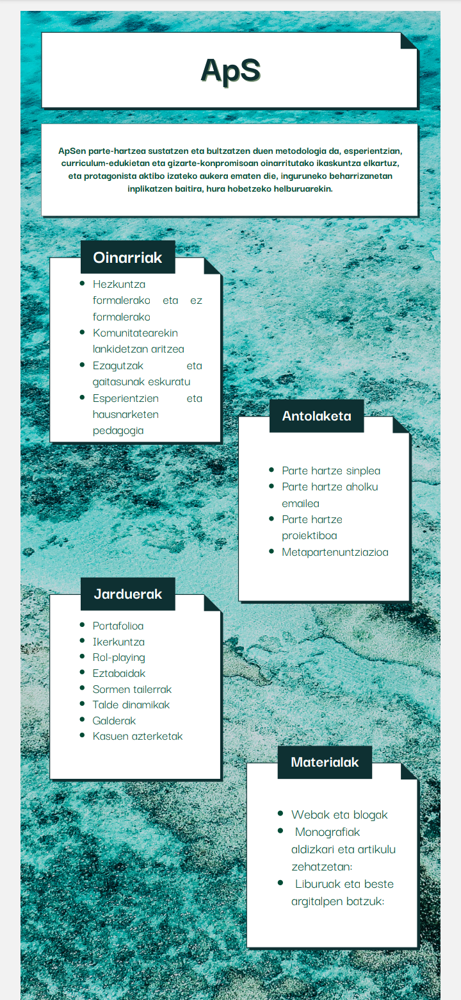 ApS
ApSen parte-hartzea sustatzen eta bultzatzen duen metodologia da, esperientzian,
curriculum-edukietan eta gizarte-konpromisoan oinarritutako ikaskuntza elkartuz,
eta protagonista aktibo izateko aukera ematen die, inguruneko beharrizanetan
inplikatzen baitira, hura hobetzeko helburuarekin.
Oinarriak
• Hezkuntza
formalerako eta ez
formalerako
• Komunitatearekin
lankidetzan aritzea
• Ezagutzak eta
gaitasunak eskuratu
• Esperientzien eta
hausnarketen
pedagogia
Antolaketa
• Parte hartze sinplea
• Parte hartze aholku
emailea
• Parte hartze
proiektiboa
• Metapartenuntziazioa
Jarduerak
• Portafolioa
• Ikerkuntza
• Rol-playing
• Eztabaidak
• Sormen tailerrak
• Talde dinamikak
• Galderak
• Kasuen azterketak
Materialak
• Webak eta blogak
• Monografiak
aldizkari eta artikulu
zehatzetan:
• Liburuak eta beste
argitalpen batzuk: